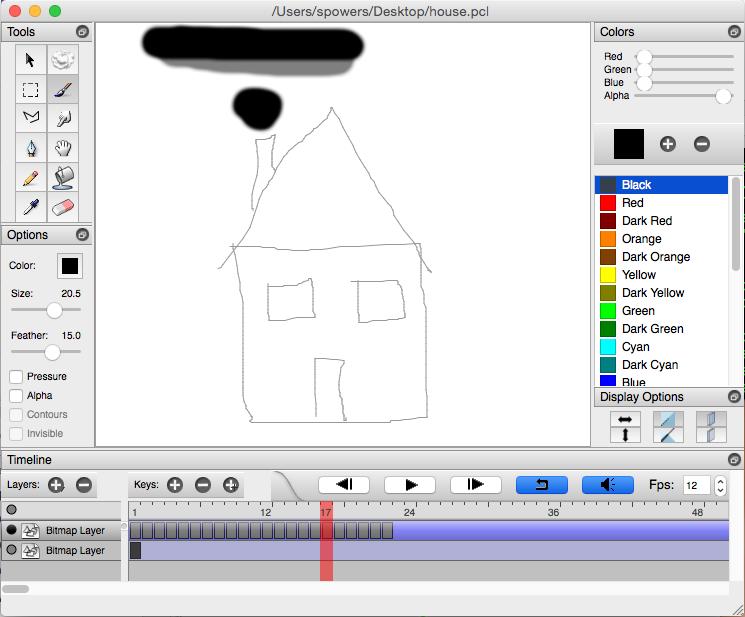 /Users/spowers/Desktop/house.pcl
Tools
Options
Color:
Size: 20.5
Feather: 15.0
Pressure
Alpha
Contours
Invisible
Colors
Red
Green
Blue
Alpha
Black
Red
Dark Red
Orange
Dark Orange
Yellow
Dark Yellow
Green
Dark Green
Cyan
Dark Cyan
Blue
Display Options
Timeline
Layers: Keys: Fps: 12
1 12 17 24 36 48
Bitmap Layer
Bitmap Layer